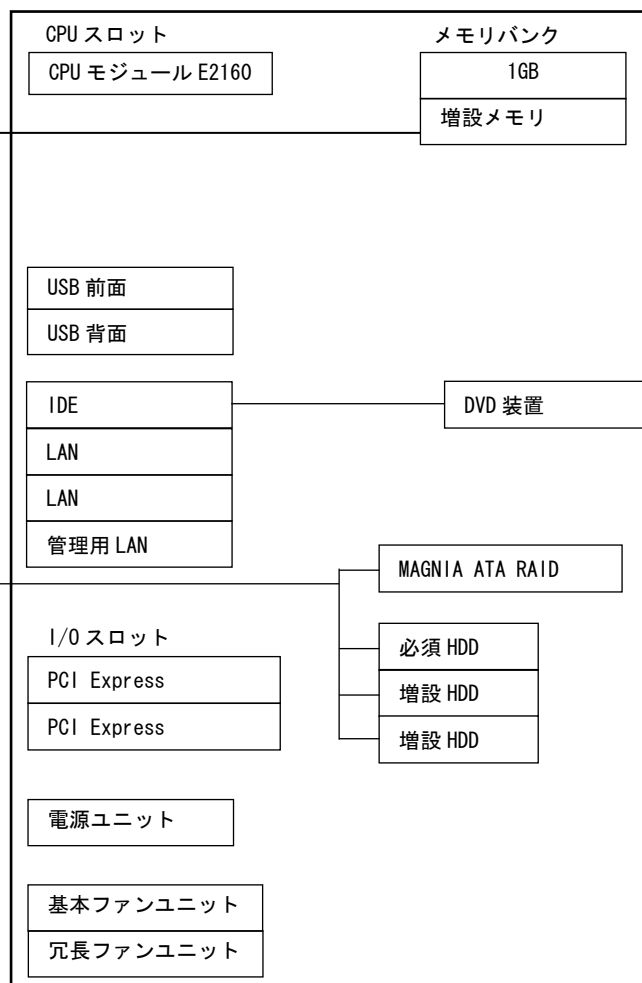 CPU スロット
CPU モジュール E2160
メモリバンク
1GB
増設メモリ
USB 前面
USB 背面
IDE
DVD 装置
LAN
LAN
管理用 LAN
MAGNIA ATA RAID
I/O スロット
PCI Express
PCI Express
必須 HDD
増設 HDD
増設 HDD
電源ユニット
基本ファンユニット
冗長ファンユニット